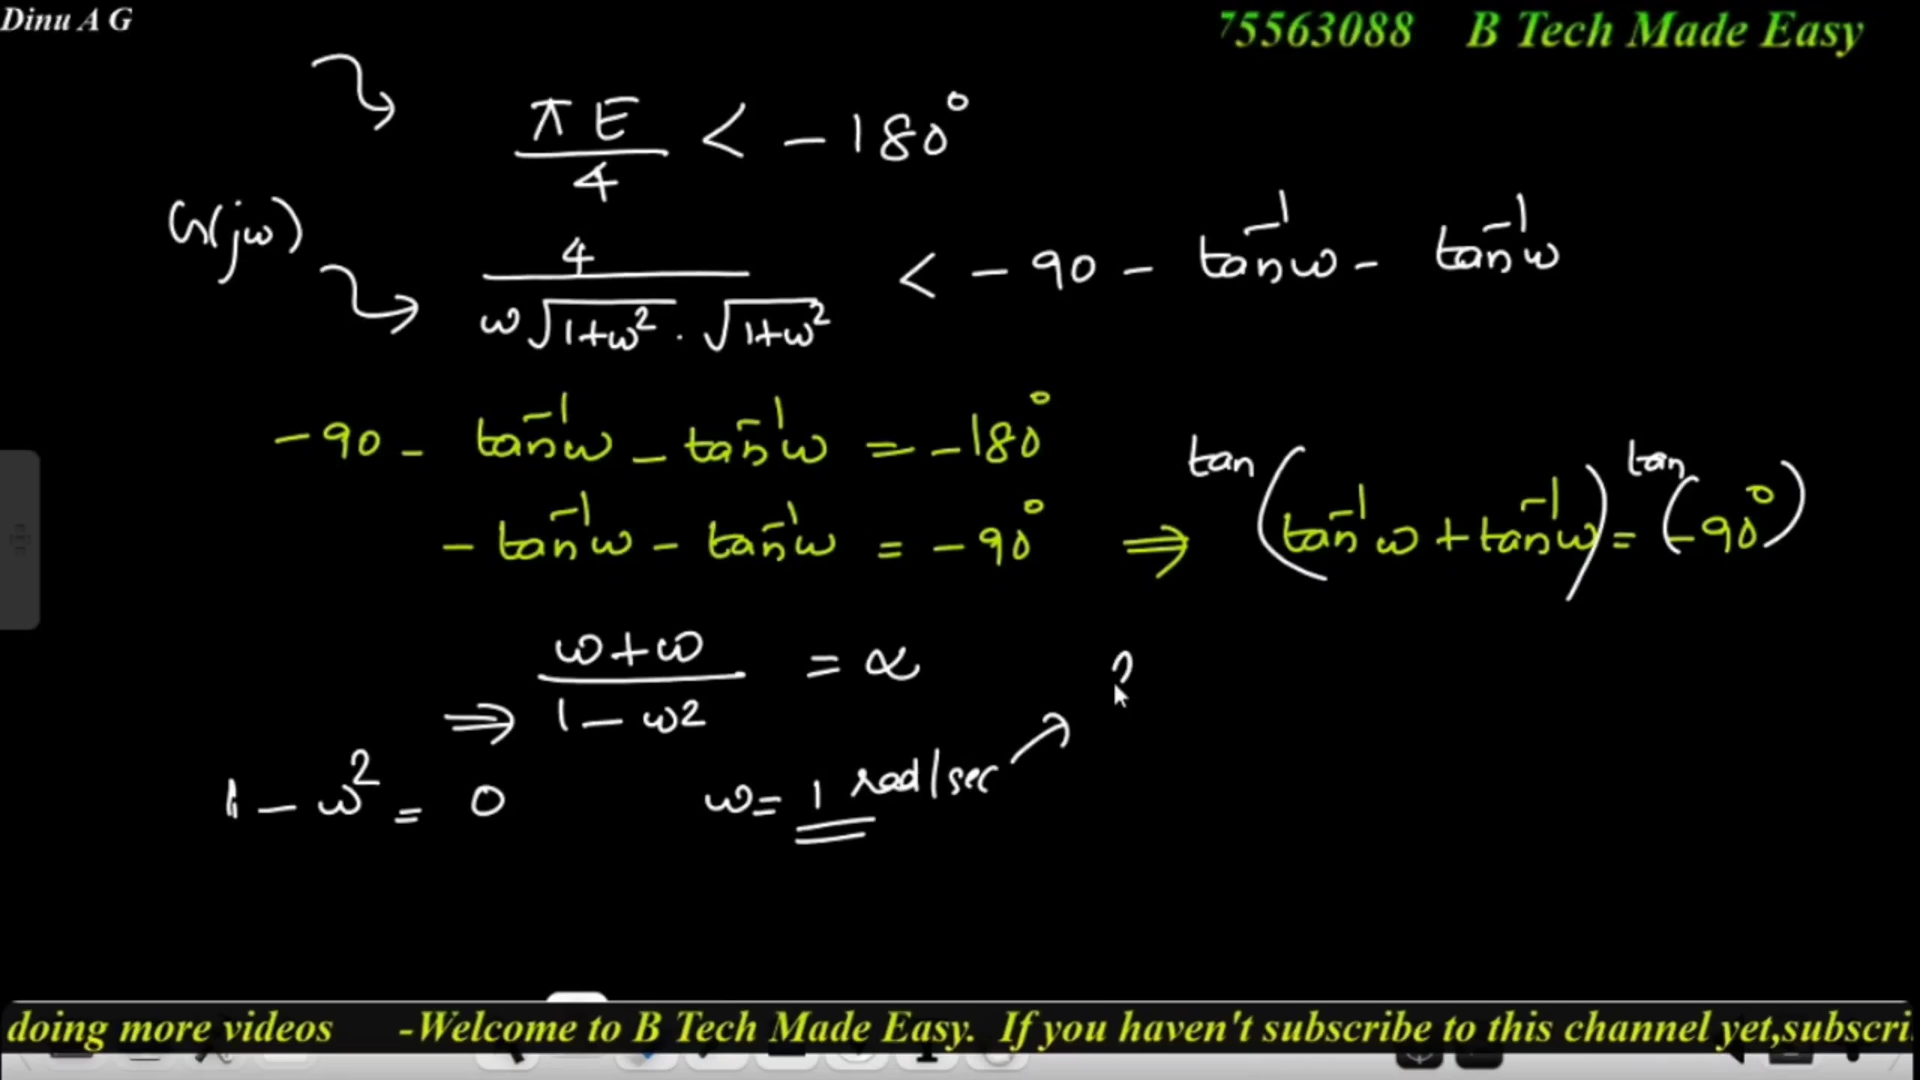 Dinu A G
75563088 B Tech Made Easy
πE/4 < -180°
G(jω)
4/(ω√(1+ω²) . √(1+ω²)) < -90 - tan⁻¹ω - tan⁻¹ω
-90 - tan⁻¹ω - tan⁻¹ω = -180°
-tan⁻¹ω - tan⁻¹ω = -90° ⇒ tan(tan⁻¹ω + tan⁻¹ω) = tan(-90°)
⇒ (ω+ω)/(1-ω2) = α
?
1 - ω² = 0 ω = 1 rad/sec
doing more videos -Welcome to B Tech Made Easy. If you haven't subscribe to this channel yet,subscri